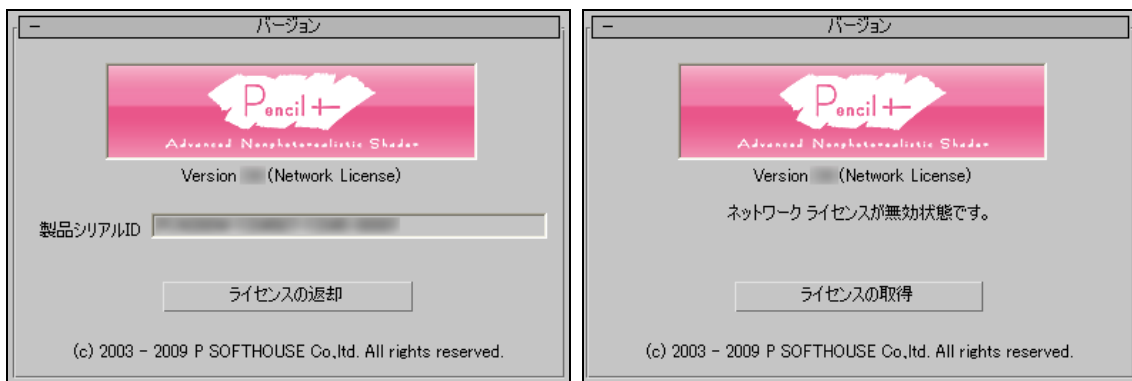 バージョン
Pencil+
Advanced Nonphotorealistic Shader
Version (Network License)
製品シリアルID
ライセンスの返却
(c) 2003 - 2009 P SOFTHOUSE Co,ltd. All rights reserved.
バージョン
Pencil+
Advanced Nonphotorealistic Shader
Version (Network License)
ネットワーク ライセンスが無効状態です。
ライセンスの取得
(c) 2003 - 2009 P SOFTHOUSE Co,ltd. All rights reserved.